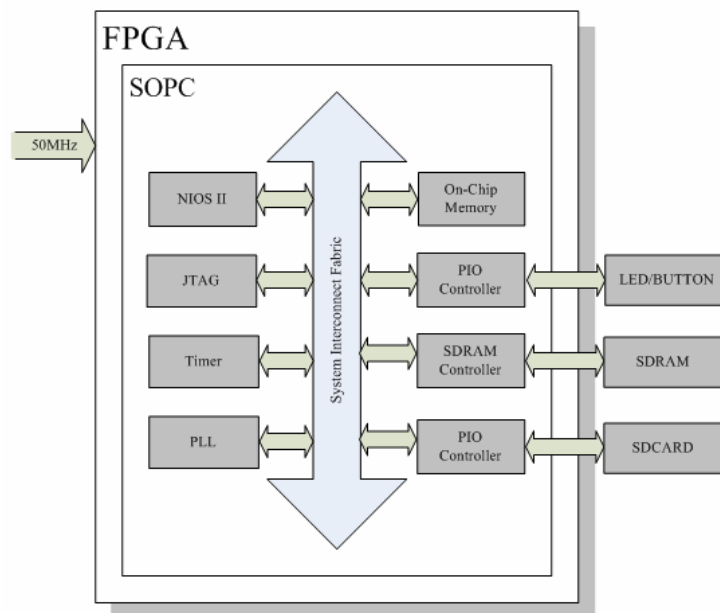 FPGA
SOPC
50MHz
NIOS II
On-Chip
Memory
JTAG
PIO
Controller
LED/BUTTON
System Interconnect Fabric
Timer
SDRAM
Controller
SDRAM
PLL
PIO
Controller
SDCARD